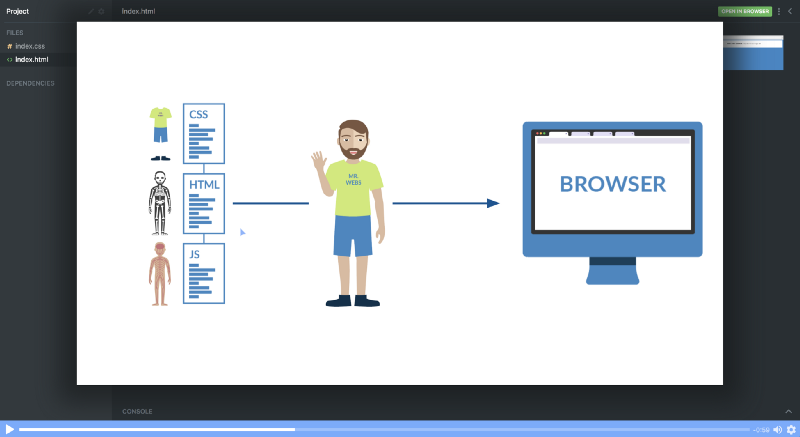 Project
index.html
OPEN IN BROWSER
FILES
# index.css
<> index.html
DEPENDENCIES
CSS
HTML
JS
MR.
WEBS
BROWSER
CONSOLE
-2:59